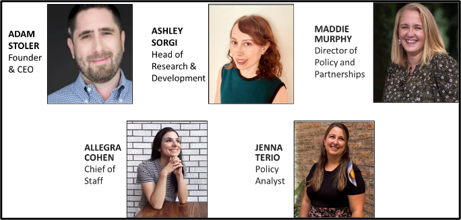 ADAM
STOLER
Founder
& CEO
ASHLEY
SORGI
Head of
Research &
Development
MADDIE
MURPHY
Director of
Policy and
Partnerships
ALLEGRA
COHEN
Chief of
Staff
JENNA
TERIO
Policy
Analyst